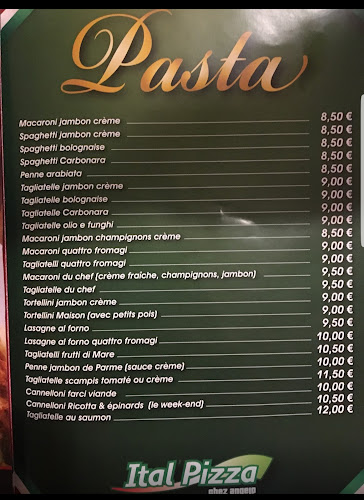 Pasta
Macaroni jambon crème 8,50 €
Spaghetti jambon crème 8,50 €
Spaghetti bolognaise 8,50 €
Spaghetti Carbonara 8,50 €
Penne arabiata 8,50 €
Tagliatelle jambon crème 9,00 €
Tagliatelle bolognaise 9,00 €
Tagliatelle Carbonara 9,00 €
Tagliatelle olio e funghi 9,00 €
Macaroni jambon champignons crème 8,50 €
Macaroni quattro fromagi 9,00 €
Tagliatelli quattro fromagi 9,00 €
Macaroni du chef (crème fraîche, champignons, jambon) 9,50 €
Tagliatelle du chef 9,50 €
Tortellini jambon crème 9,00 €
Tortellini Maison (avec petits pois) 9,00 €
Lasagne al forno 9,50 €
Lasagne al forno quattro fromagi 10,00 €
Tagliatelli frutti di Mare 10,50 €
Penne jambon de Parme (sauce crème) 10,00 €
Tagliatelle scampis tomate ou crème 11,50 €
Cannelloni farci viande 10,00 €
Cannelloni Ricotta & épinards (le week-end) 10,50 €
Tagliatelle au saumon 12,00 €
Ital Pizza
chez angelo